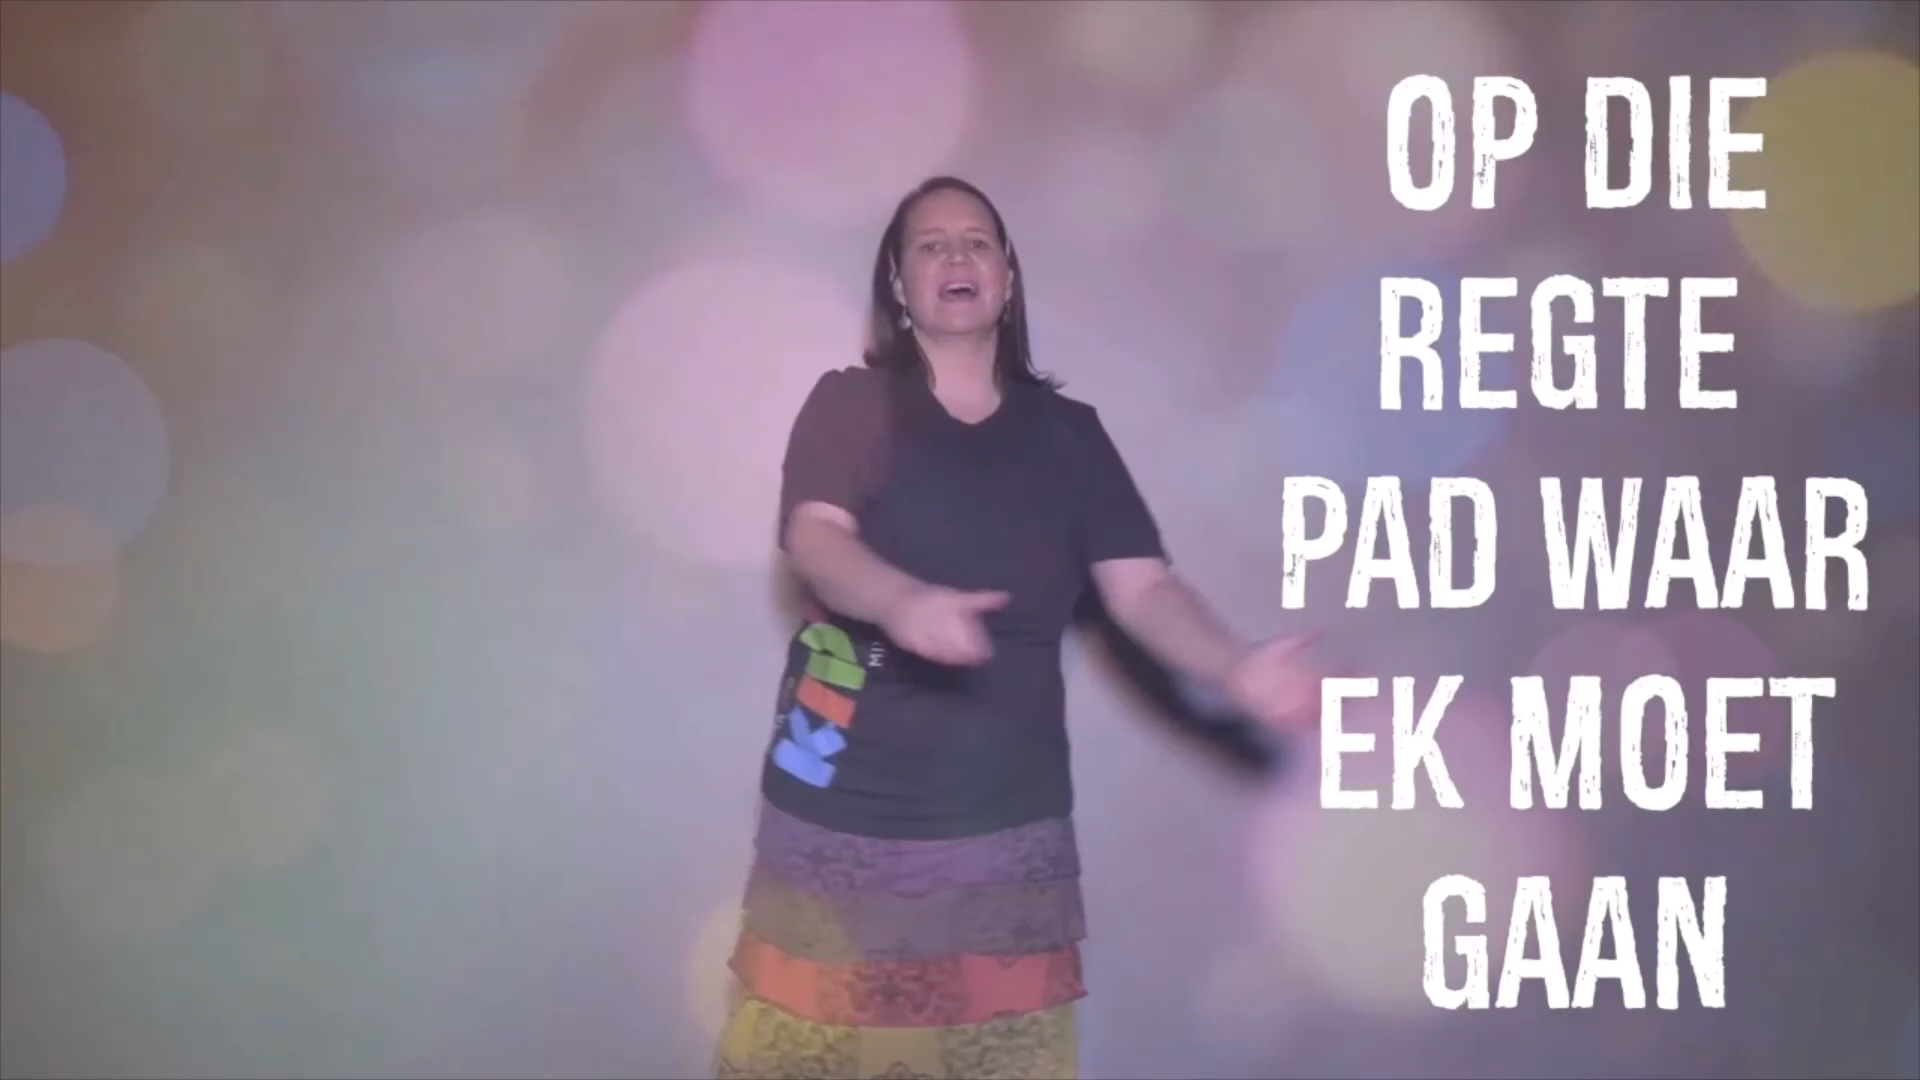 OP DIE
REGTE
PAD WAAR
EK MOET
GAAN